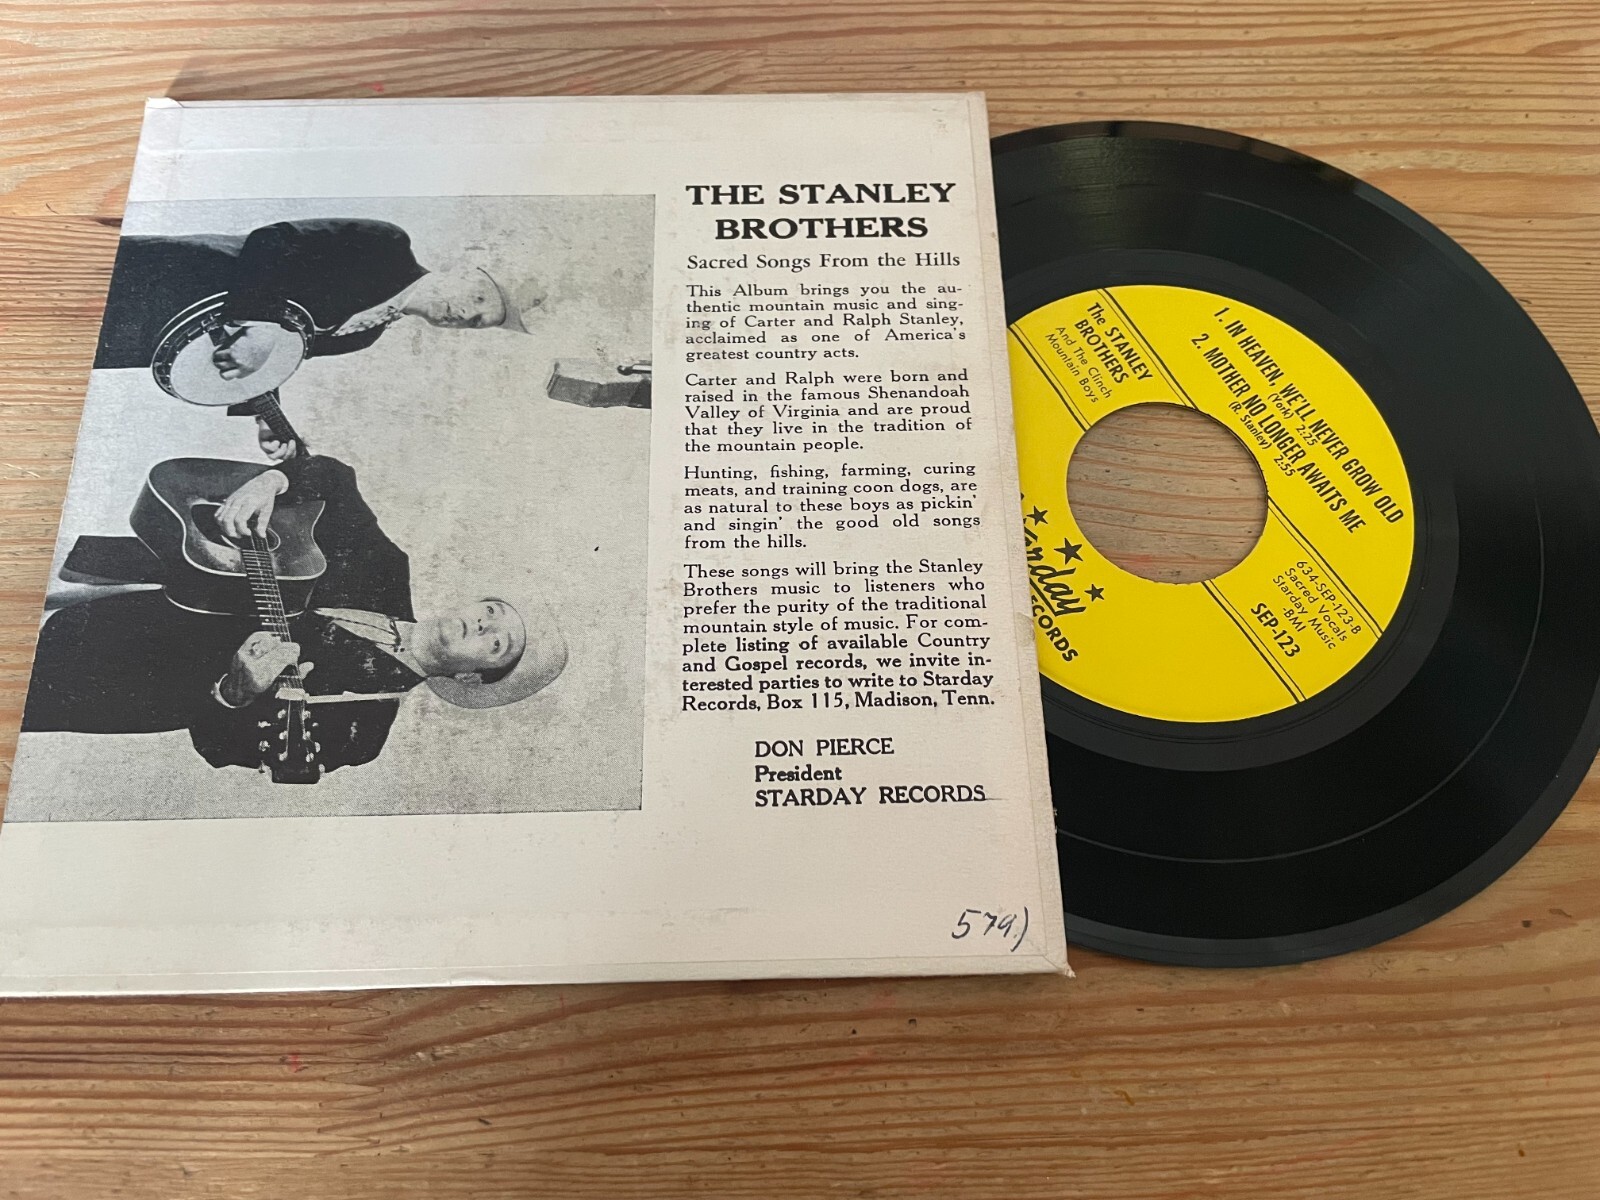 THE STANLEY
BROTHERS
Sacred Songs From the Hills
This Album brings you the au-
thentic mountain music and sing-
ing of Carter and Ralph Stanley,
acclaimed as one of America's
greatest country acts.
Carter and Ralph were born and
raised in the famous Shenandoah
Valley of Virginia and are proud
that they live in the tradition of
the mountain people.
Hunting, fishing, farming, curing
meats, and training coon dogs, are
as natural to these boys as pickin'
and singin' the good old songs
from the hills.
These songs will bring the Stanley
Brothers music to listeners who
prefer the purity of the traditional
mountain style of music. For com-
plete listing of available Country
and Gospel records, we invite in-
terested parties to write to Starday
Records, Box 115, Madison, Tenn.
DON PIERCE
President
STARDAY RECORDS
579.)
The STANLEY
BROTHERS
And The Clinch
Mountain Boys
1. IN HEAVEN, WE'LL NEVER GROW OLD
(York) 2:25
2. MOTHER NO LONGER AWAITS ME
(R. Stanley) 2:55
634-SEP-123-B
Sacred Vocals
Starday Music
-BMI
SEP-123